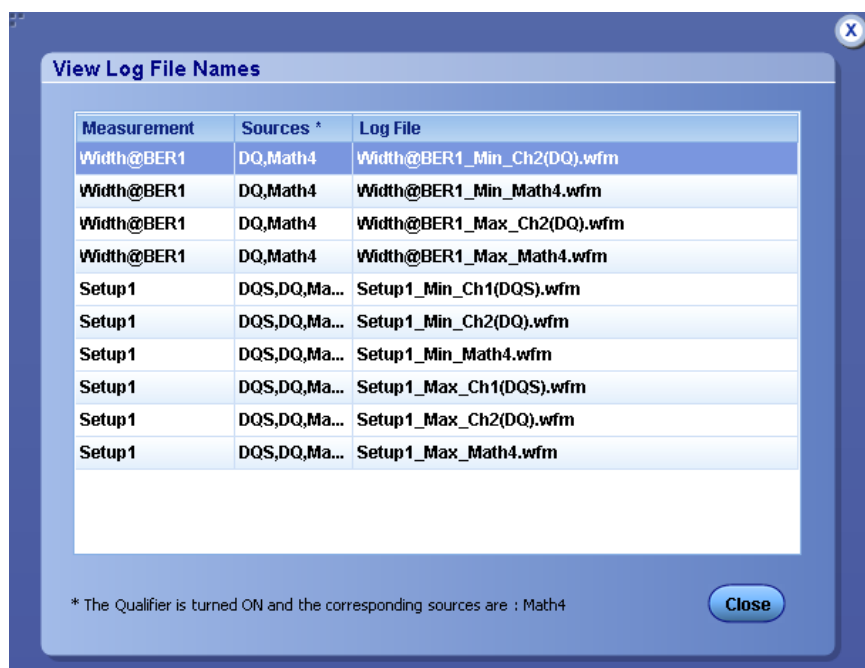 X
View Log File Names
Measurement Sources * Log File
Width@BER1 DQ,Math4 Width@BER1_Min_Ch2(DQ).wfm
Width@BER1 DQ,Math4 Width@BER1_Min_Math4.wfm
Width@BER1 DQ,Math4 Width@BER1_Max_Ch2(DQ).wfm
Width@BER1 DQ,Math4 Width@BER1_Max_Math4.wfm
Setup1 DQS,DQ,Ma... Setup1_Min_Ch1(DQS).wfm
Setup1 DQS,DQ,Ma... Setup1_Min_Ch2(DQ).wfm
Setup1 DQS,DQ,Ma... Setup1_Min_Math4.wfm
Setup1 DQS,DQ,Ma... Setup1_Max_Ch1(DQS).wfm
Setup1 DQS,DQ,Ma... Setup1_Max_Ch2(DQ).wfm
Setup1 DQS,DQ,Ma... Setup1_Max_Math4.wfm
* The Qualifier is turned ON and the corresponding sources are : Math4
Close